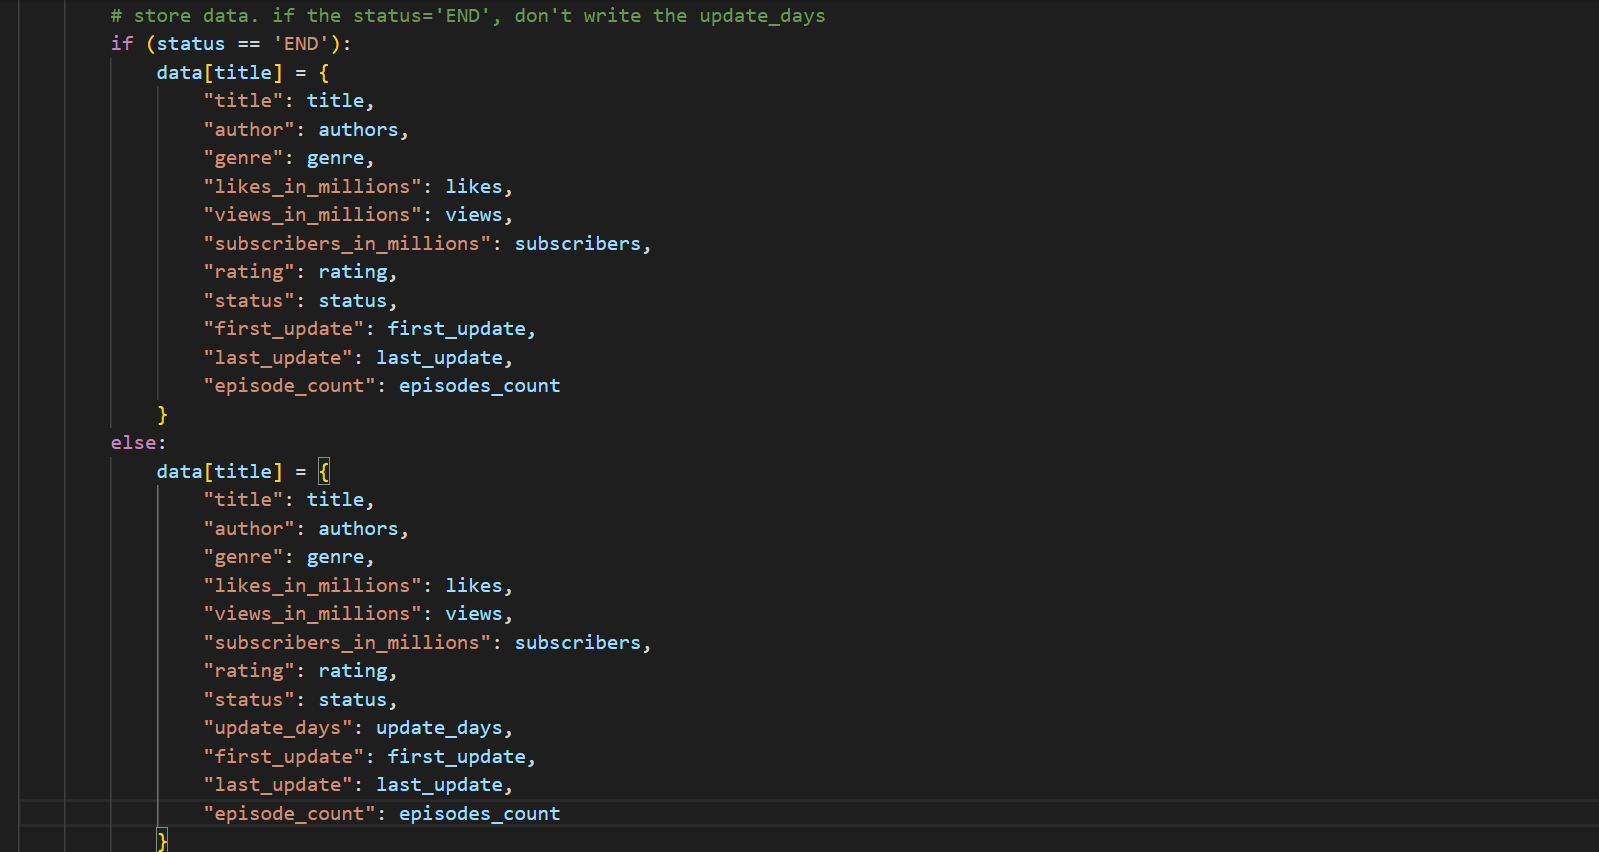 # store data. if the status='END', don't write the update_days
if (status == 'END'):
data[title] = {
"title": title,
"author": authors,
"genre": genre,
"likes_in_millions": likes,
"views_in_millions": views,
"subscribers_in_millions": subscribers,
"rating": rating,
"status": status,
"first_update": first_update,
"last_update": last_update,
"episode_count": episodes_count
}
else:
data[title] = {
"title": title,
"author": authors,
"genre": genre,
"likes_in_millions": likes,
"views_in_millions": views,
"subscribers_in_millions": subscribers,
"rating": rating,
"status": status,
"update_days": update_days,
"first_update": first_update,
"last_update": last_update,
"episode_count": episodes_count
}